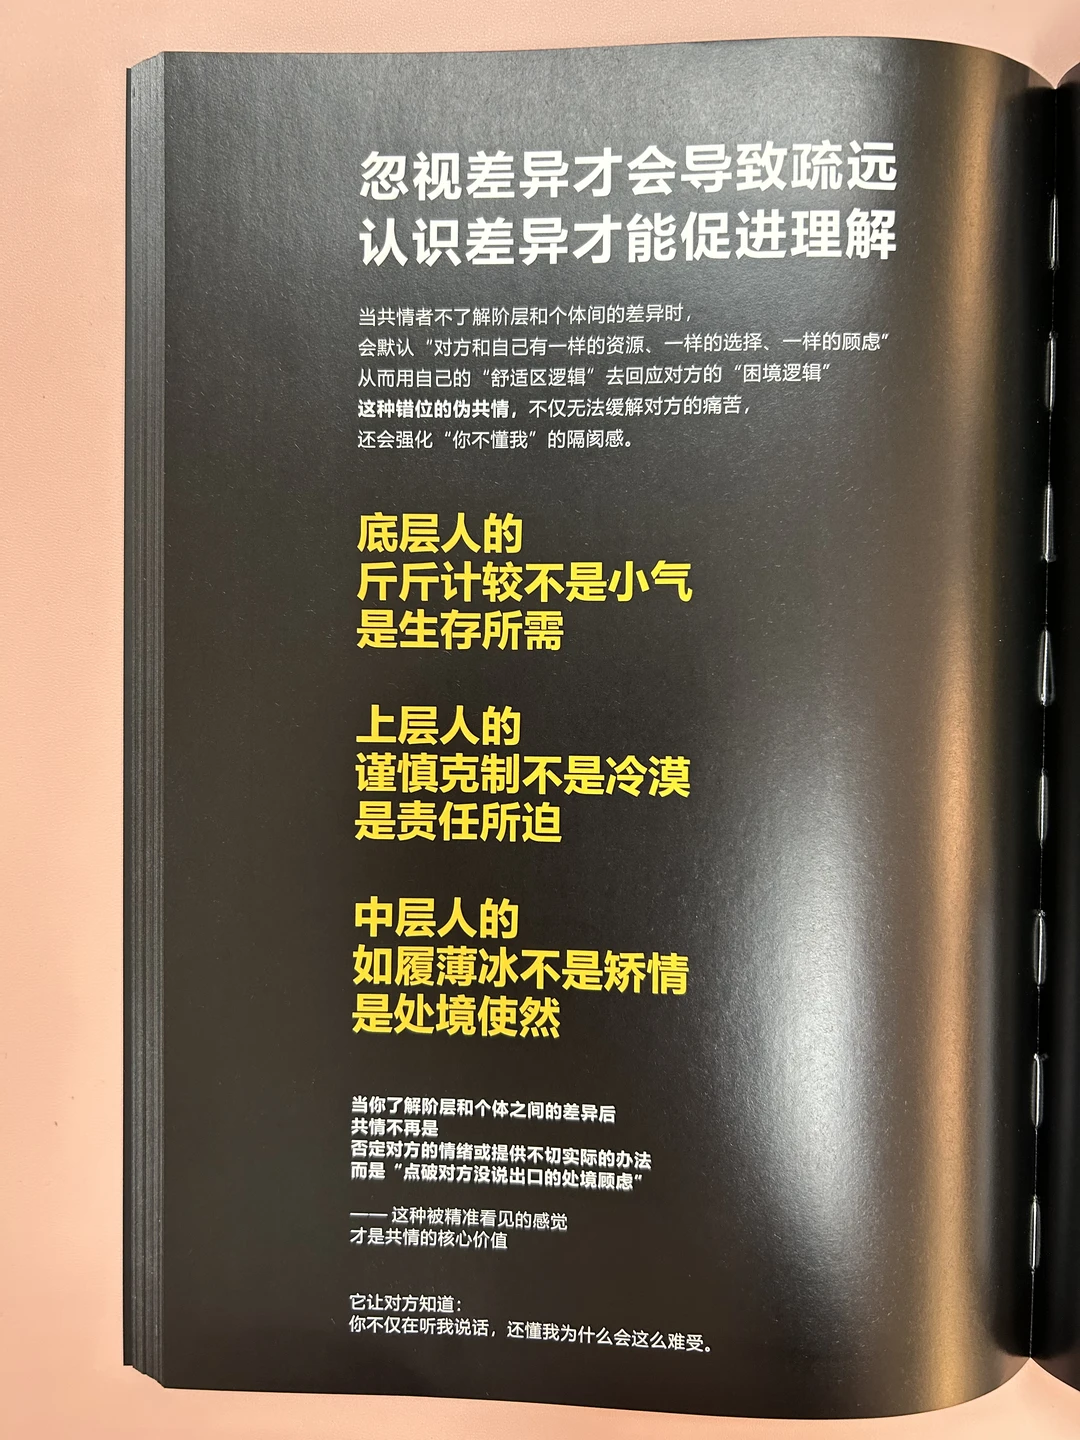 忽视差异才会导致疏远
认识差异才能促进理解
当共情者不了解阶层和个体间的差异时，
会默认“对方和自己有一样的资源、一样的选择、一样的顾虑”
从而用自己的“舒适区逻辑”去回应对方的“困境逻辑”
这种错位的伪共情，不仅无法缓解对方的痛苦，
还会强化“你不懂我”的隔阂感。
底层人的
斤斤计较不是小气
是生存所需
上层人的
谨慎克制不是冷漠
是责任所迫
中层人的
如履薄冰不是矫情
是处境使然
当你了解阶层和个体之间的差异后
共情不再是
否定对方的情绪或提供不切实际的办法
而是“点破对方没说出口的处境顾虑”
—— 这种被精准看见的感觉
才是共情的核心价值
它让对方知道：
你不仅在听我说话，还懂我为什么会这么难受。